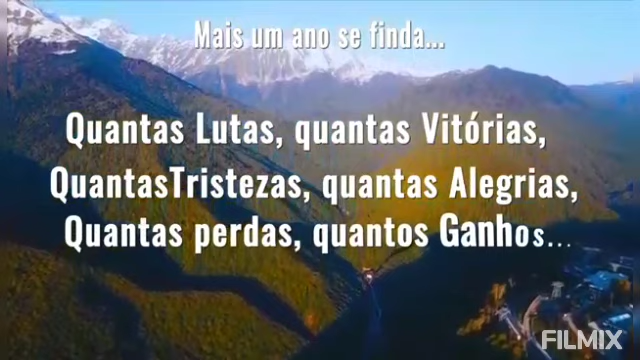 Mais um ano se finda...
Quantas Lutas, quantas Vitórias,
QuantasTristezas, quantas Alegrias,
Quantas perdas, quantos Ganhos...
FILMIX